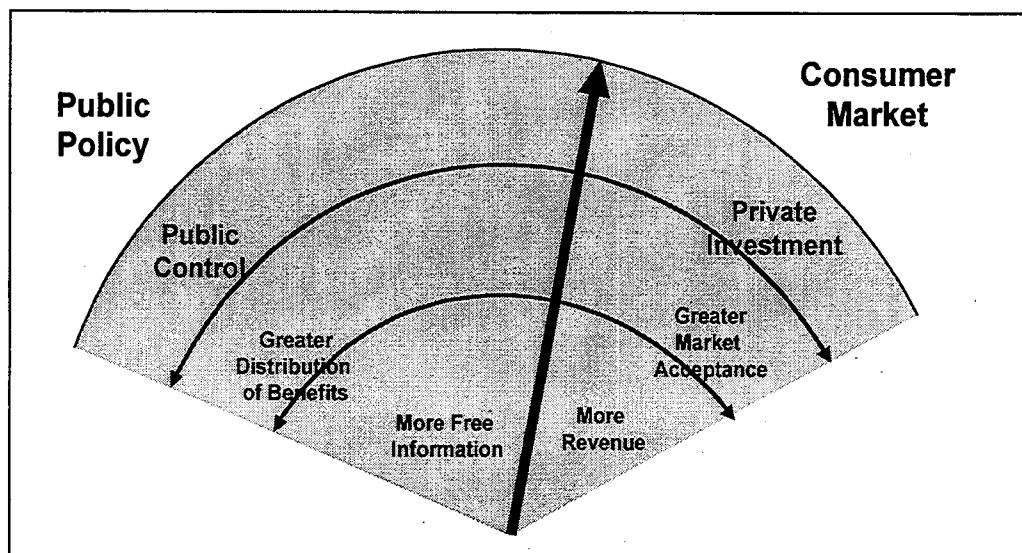 Public
Policy
Consumer
Market
Public
Control
Private
Investment
Greater
Distribution
of Benefits
Greater
Market
Acceptance
More Free
Information
More
Revenue